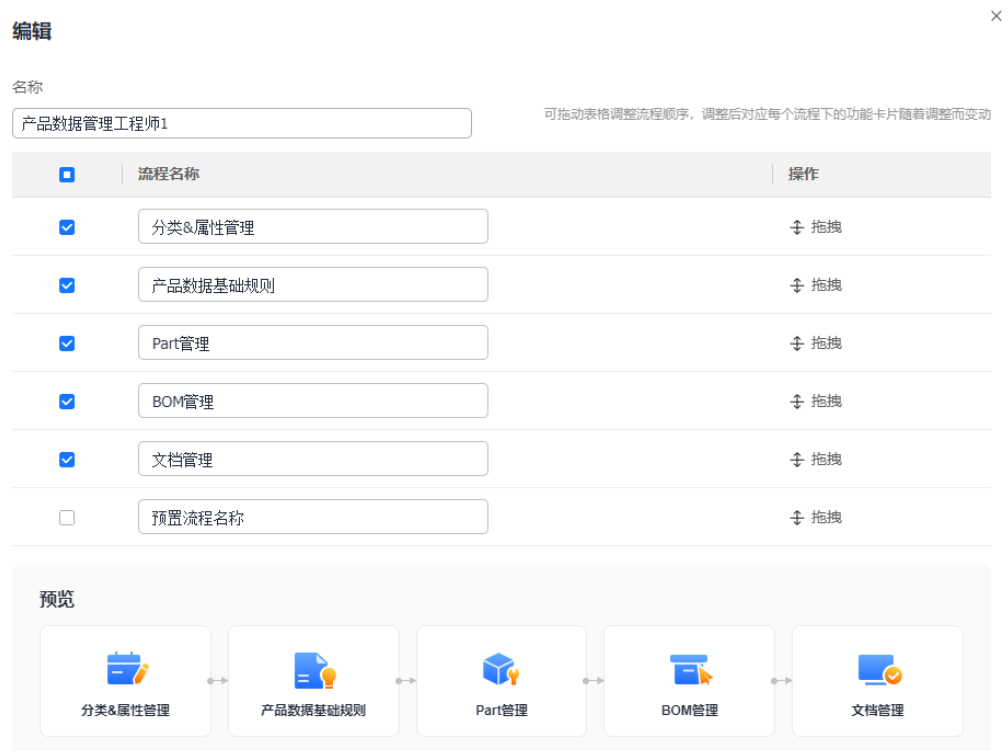 编辑
名称
产品数据管理工程师1
可拖动表格调整流程顺序，调整后对应每个流程下的功能卡片随着调整而变动
流程名称 操作
分类&属性管理 拖拽
产品数据基础规则 拖拽
Part管理 拖拽
BOM管理 拖拽
文档管理 拖拽
预置流程名称 拖拽
预览
分类&属性管理 产品数据基础规则 Part管理 BOM管理 文档管理